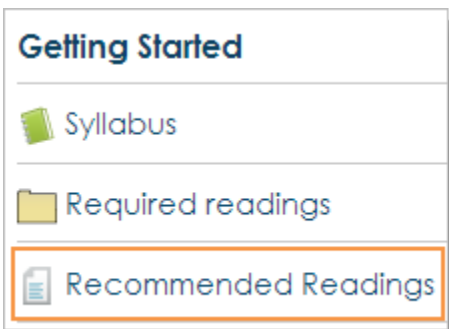 Getting Started
Syllabus
Required readings
Recommended Readings